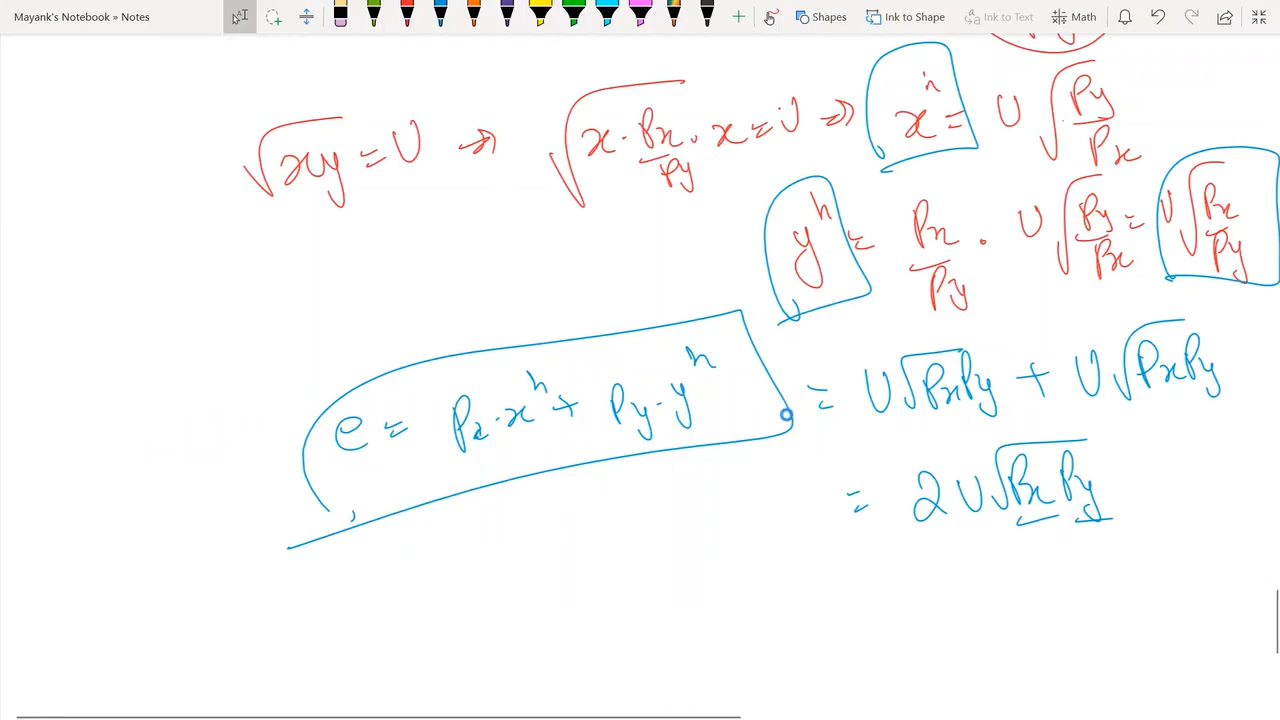 Mayank's Notebook » Notes
Shapes Ink to Shape Ink to Text Math
√xy = U ⇒ √(x · Px/Py · x) = U ⇒ xʰ = U √(Py/Px)
yʰ = Px/Py · U √(Py/Px) = U √(Px/Py)
e = Px · xʰ + Py · yʰ = U√PxPy + U√PxPy
= 2U√PxPy